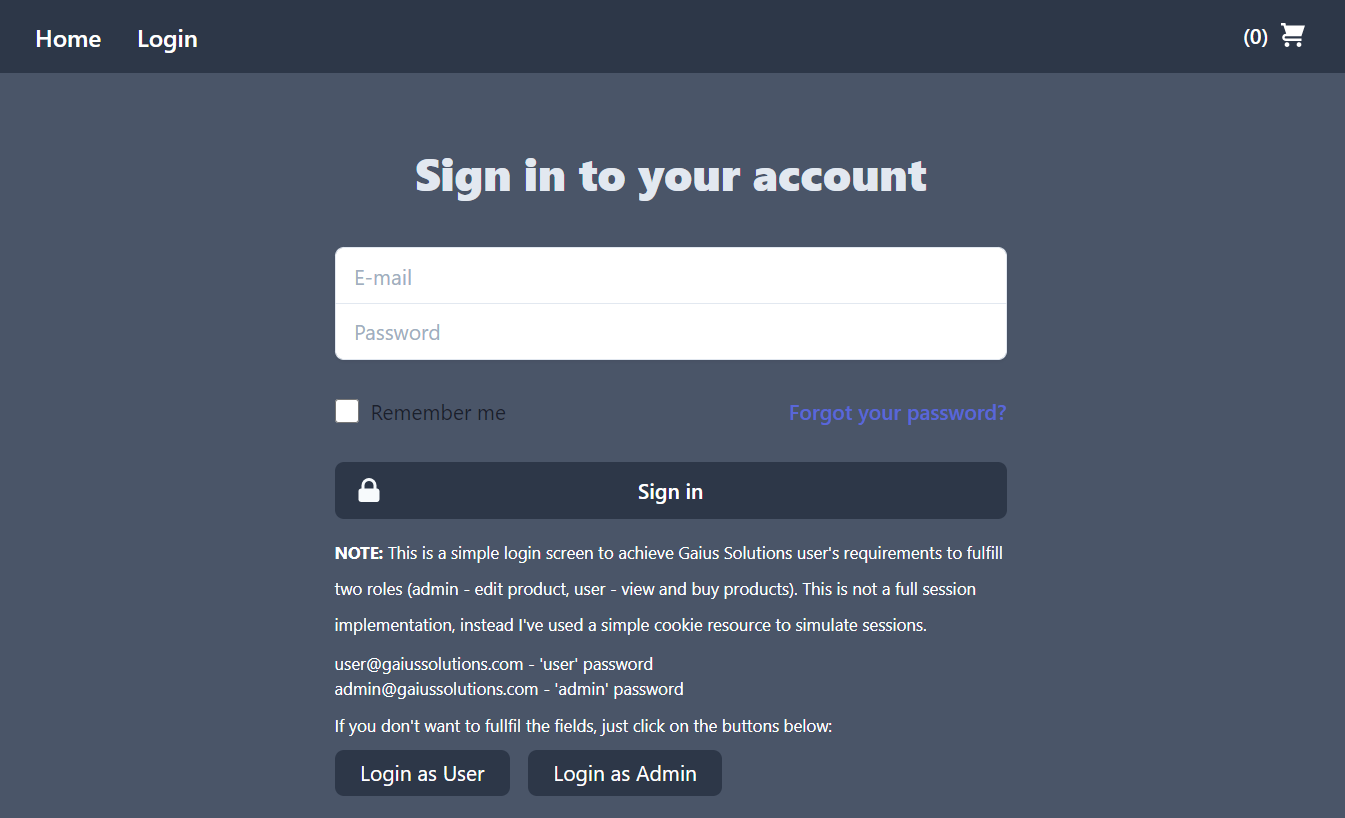 Home Login (0)
Sign in to your account
E-mail
Password
Remember me Forgot your password?
Sign in
NOTE: This is a simple login screen to achieve Gaius Solutions user's requirements to fulfill
two roles (admin - edit product, user - view and buy products). This is not a full session
implementation, instead I've used a simple cookie resource to simulate sessions.
user@gaiussolutions.com - 'user' password
admin@gaiussolutions.com - 'admin' password
If you don't want to fullfil the fields, just click on the buttons below:
Login as User Login as Admin